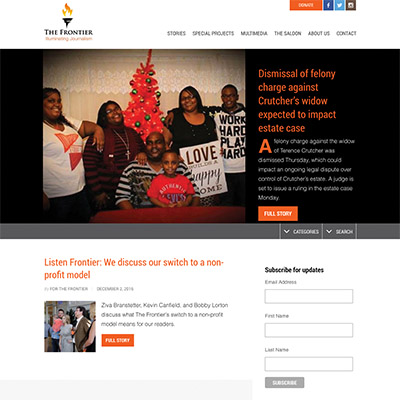 DONATE
THE FRONTIER
Illuminating Journalism
STORIES SPECIAL PROJECTS MULTIMEDIA THE SALOON ABOUT US CONTACT
Dismissal of felony
charge against
Crutcher's widow
expected to impact
estate case
A felony charge against the widow
of Terence Crutcher was
dismissed Thursday, which could
impact an ongoing legal dispute over
control of Crutcher's estate. A judge is
set to issue a ruling in the estate case
Monday.
FULL STORY
WORK
HARD
PLAY
HARD
LOVE
HAPPY
HOME
AUTHENTIC
CATEGORIES SEARCH
Listen Frontier: We discuss our switch to a non-
profit model
by FOR THE FRONTIER DECEMBER 2, 2016
Ziva Branstetter, Kevin Canfield, and Bobby Lorton
discuss what The Frontier's switch to a non-profit
model means for our readers.
FULL STORY
Subscribe for updates
Email Address
First Name
Last Name
SUBSCRIBE